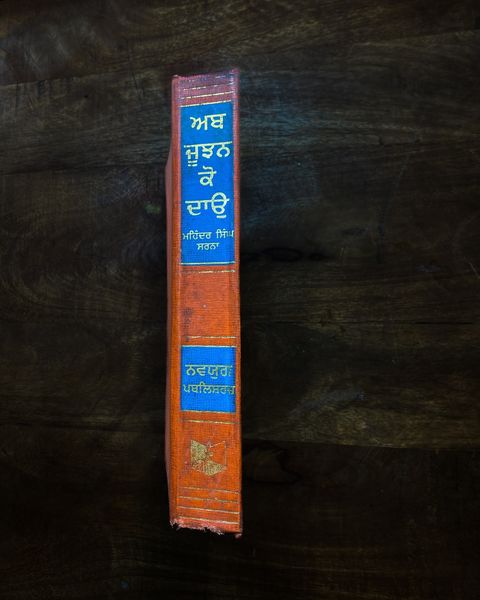 ਅਬ
ਜੂਝਨ
ਕੋ
ਦਾਉ
ਮਹਿੰਦਰ ਸਿੰਘ
ਸਰਨਾ
ਨਵਯੁਗ
ਪਬਲਿਸ਼ਰਜ਼